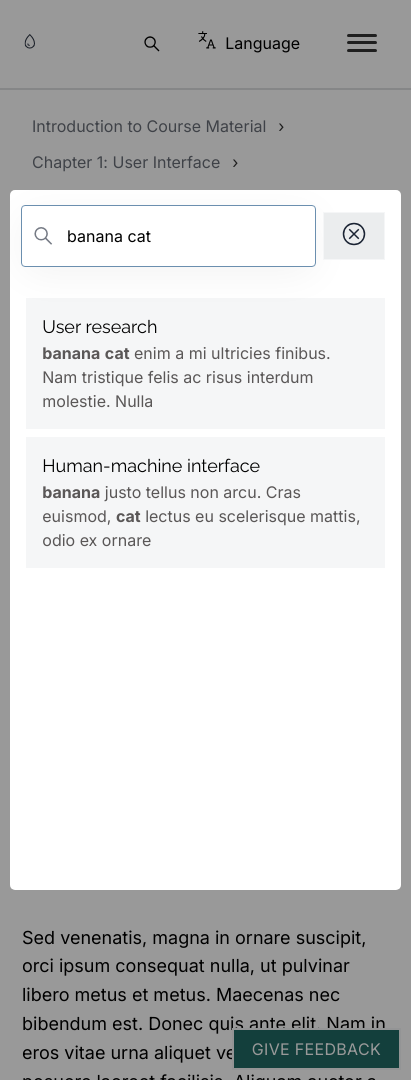 Language
Introduction to Course Material
Chapter 1: User Interface
banana cat
User research
banana cat enim a mi ultricies finibus.
Nam tristique felis ac risus interdum
molestie. Nulla
Human-machine interface
banana justo tellus non arcu. Cras
euismod, cat lectus eu scelerisque mattis,
odio ex ornare
Sed venenatis, magna in ornare suscipit,
orci ipsum consequat nulla, ut pulvinar
libero metus et metus. Maecenas nec
bibendum est. Donec quis ante elit. Nam in
eros vitae urna aliquet
GIVE FEEDBACK